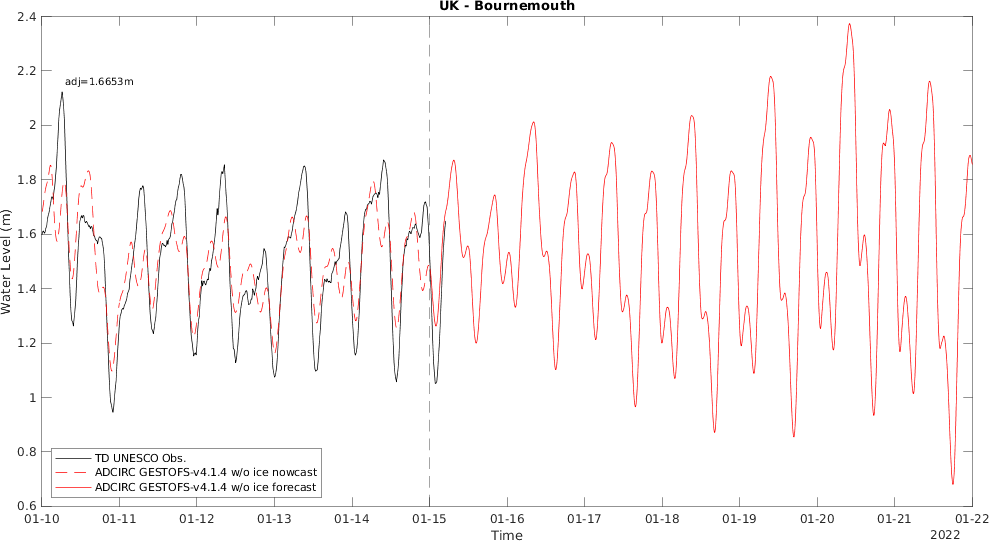 UK - Bournemouth
adj=1.6653m
Water Level (m)
2.4
2.2
2
1.8
1.6
1.4
1.2
1
0.8
0.6
TD UNESCO Obs.
ADCIRC GESTOFS-v4.1.4 w/o ice nowcast
ADCIRC GESTOFS-v4.1.4 w/o ice forecast
01-10 01-11 01-12 01-13 01-14 01-15 01-16 01-17 01-18 01-19 01-20 01-21 01-22
Time
2022